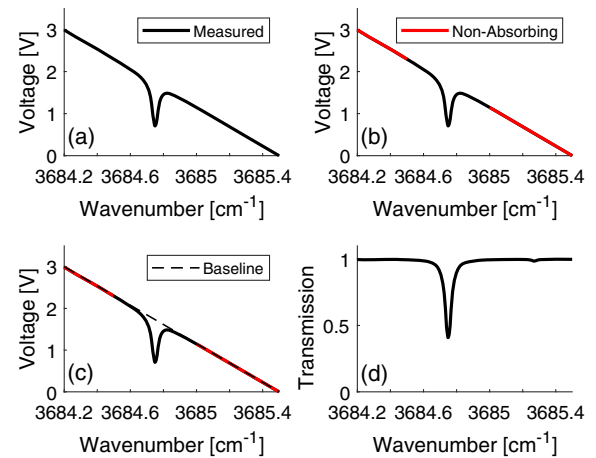 Measured
Voltage [V]
3
2
1
0
(a)
3684.2 3684.6 3685 3685.4
Wavenumber [cm-1]
Non-Absorbing
Voltage [V]
3
2
1
0
(b)
3684.2 3684.6 3685 3685.4
Wavenumber [cm-1]
Baseline
Voltage [V]
3
2
1
0
(c)
3684.2 3684.6 3685 3685.4
Wavenumber [cm-1]
Transmission
1
0.5
0
(d)
3684.2 3684.6 3685 3685.4
Wavenumber [cm-1]